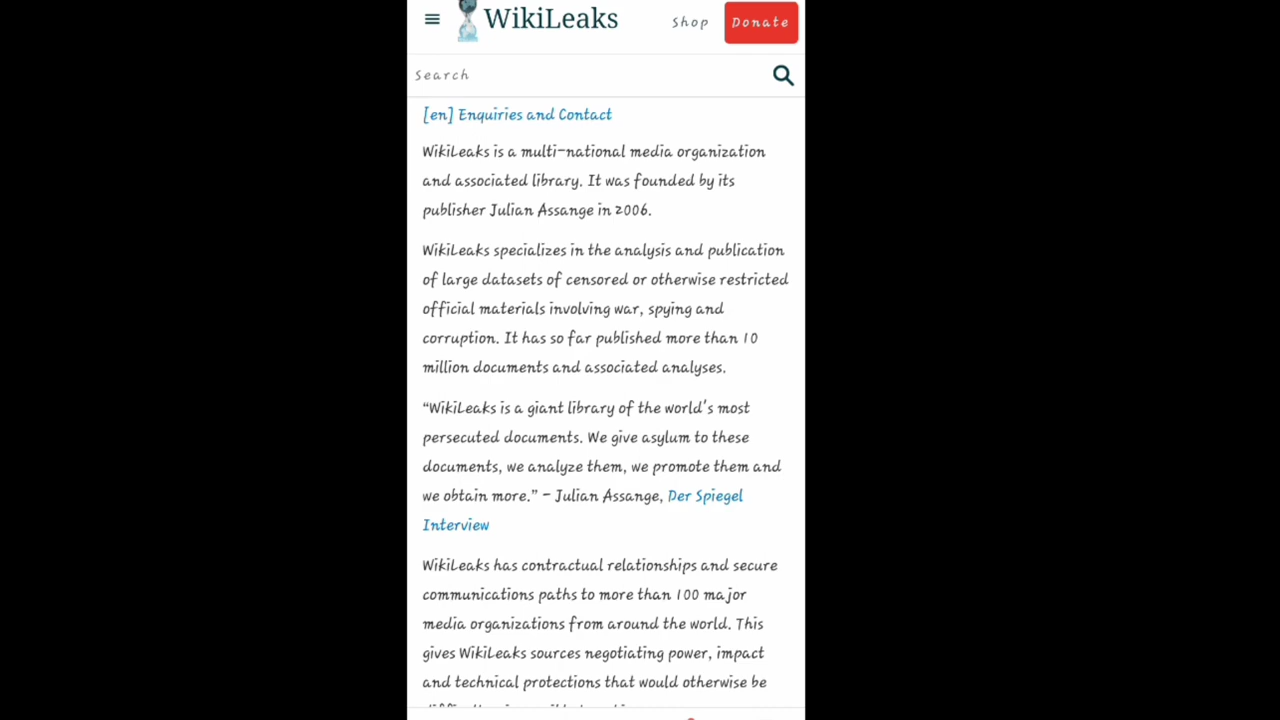 WikiLeaks
Shop
Donate
Search
[en] Enquiries and Contact
WikiLeaks is a multi-national media organization
and associated library. It was founded by its
publisher Julian Assange in 2006.
WikiLeaks specializes in the analysis and publication
of large datasets of censored or otherwise restricted
official materials involving war, spying and
corruption. It has so far published more than 10
million documents and associated analyses.
“WikiLeaks is a giant library of the world's most
persecuted documents. We give asylum to these
documents, we analyze them, we promote them and
we obtain more.” - Julian Assange, Der Spiegel
Interview
WikiLeaks has contractual relationships and secure
communications paths to more than 100 major
media organizations from around the world. This
gives WikiLeaks sources negotiating power, impact
and technical protections that would otherwise be